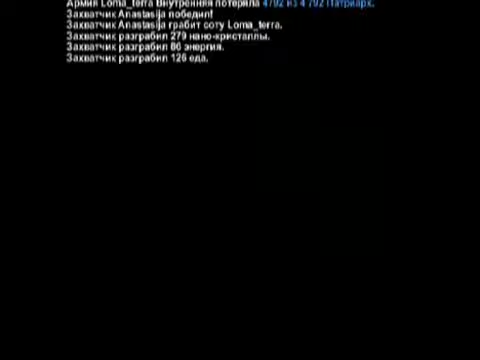 Армия Loma_terra Внутренняя потеряла 4792 из 4 792 Патриарх.
Захватчик Anastasija победил!
Захватчик Anastasija грабит соту Loma_terra.
Захватчик разграбил 279 нано-кристаллы.
Захватчик разграбил 66 энергия.
Захватчик разграбил 126 еда.